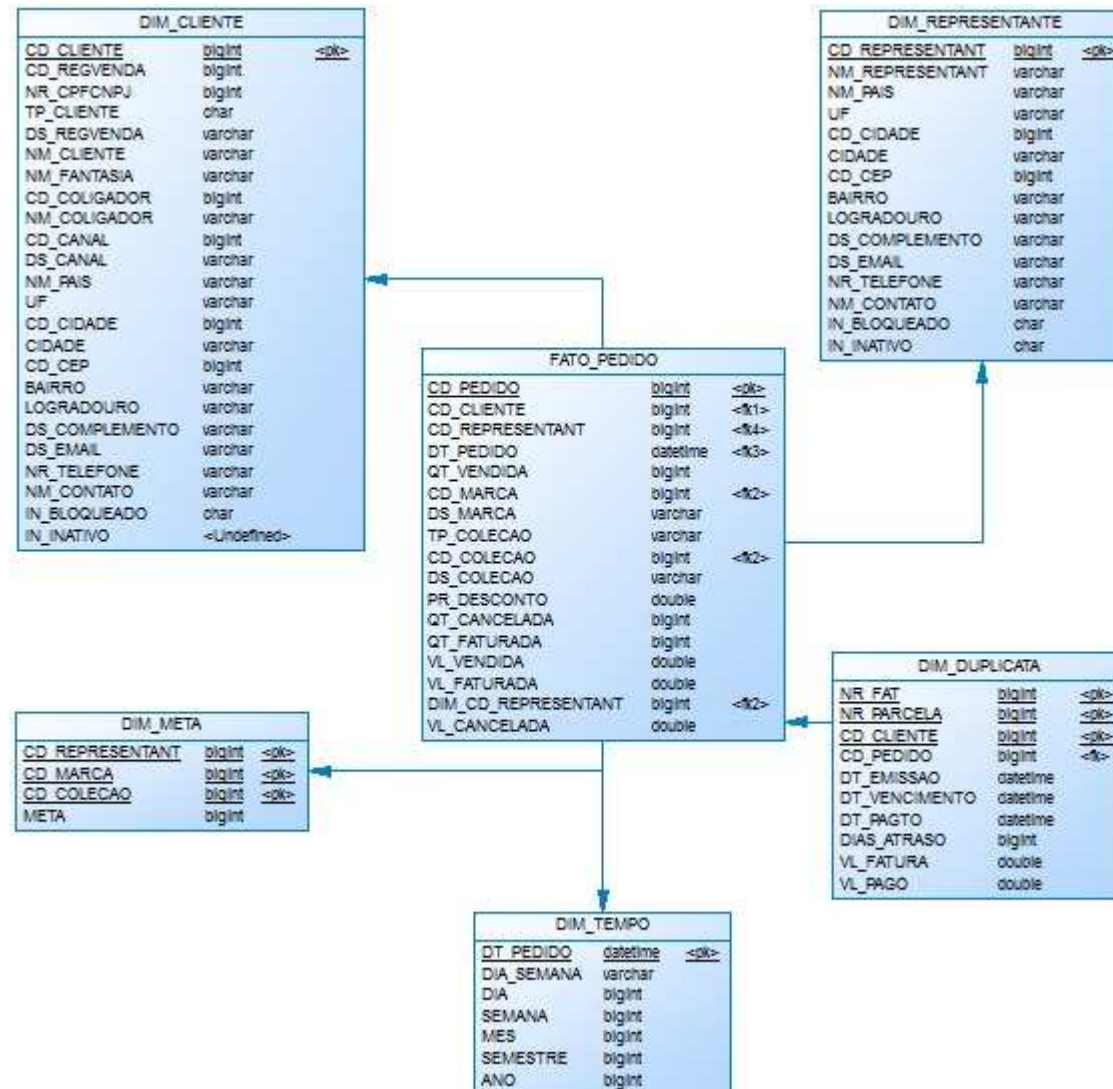 DIM_CLIENTE
CD_CLIENTE bigint <pk>
CD_REGVENDA bigint
NR_CPFCNPJ bigint
TP_CLIENTE char
DS_REGVENDA varchar
NM_CLIENTE varchar
NM_FANTASIA varchar
CD_COLIGADOR bigint
NM_COLIGADOR varchar
CD_CANAL bigint
DS_CANAL varchar
NM_PAIS varchar
UF varchar
CD_CIDADE bigint
CIDADE varchar
CD_CEP bigint
BAIRRO varchar
LOGRADOURO varchar
DS_COMPLEMENTO varchar
DS_EMAIL varchar
NR_TELEFONE varchar
NM_CONTATO varchar
IN_BLOQUEADO char
IN_INATIVO <Undefined>
DIM_REPRESENTANTE
CD_REPRESENTANT bigint <pk>
NM_REPRESENTANT varchar
NM_PAIS varchar
UF varchar
CD_CIDADE bigint
CIDADE varchar
CD_CEP bigint
BAIRRO varchar
LOGRADOURO varchar
DS_COMPLEMENTO varchar
DS_EMAIL varchar
NR_TELEFONE varchar
NM_CONTATO varchar
IN_BLOQUEADO char
IN_INATIVO char
FATO_PEDIDO
CD_PEDIDO bigint <pk>
CD_CLIENTE bigint <fk1>
CD_REPRESENTANT bigint <fk4>
DT_PEDIDO datetime <fk3>
QT_VENDIDA bigint
CD_MARCA bigint <fk2>
DS_MARCA varchar
TP_COLECAO varchar
CD_COLECAO bigint <fk2>
DS_COLECAO varchar
PR_DESCONTO double
QT_CANCELADA bigint
QT_FATURADA bigint
VL_VENDIDA double
VL_FATURADA double
DIM_CD_REPRESENTANT bigint <fk2>
VL_CANCELADA double
DIM_DUPLICATA
NR_FAT bigint <pk>
NR_PARCELA bigint <pk>
CD_CLIENTE bigint <pk>
CD_PEDIDO bigint <fk>
DT_EMISSAO datetime
DT_VENCIMENTO datetime
DT_PAGTO datetime
DIAS_ATRASO bigint
VL_FATURA double
VL_PAGO double
DIM_META
CD_REPRESENTANT bigint <pk>
CD_MARCA bigint <pk>
CD_COLECAO bigint <pk>
META bigint
DIM_TEMPO
DT_PEDIDO datetime <pk>
DIA_SEMANA varchar
DIA bigint
SEMANA bigint
MES bigint
SEMESTRE bigint
ANO bigint